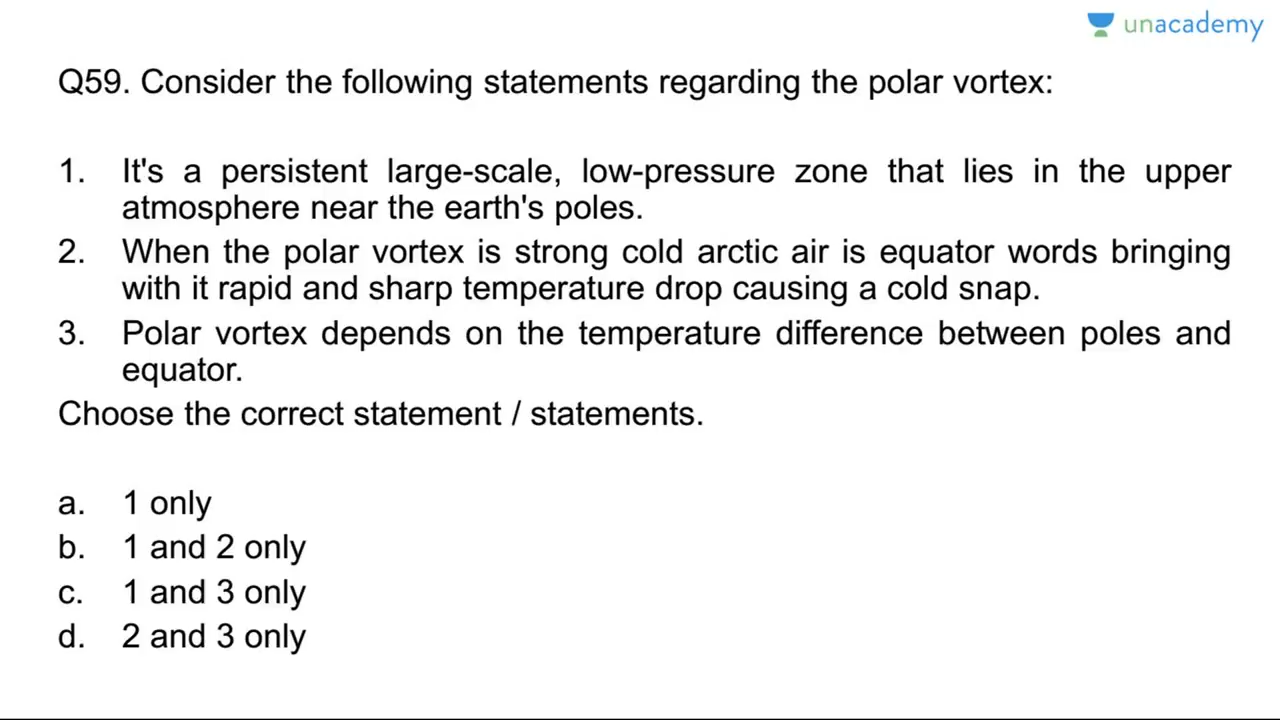 unacademy
Q59. Consider the following statements regarding the polar vortex:
1. It's a persistent large-scale, low-pressure zone that lies in the upper
atmosphere near the earth's poles.
2. When the polar vortex is strong cold arctic air is equator words bringing
with it rapid and sharp temperature drop causing a cold snap.
3. Polar vortex depends on the temperature difference between poles and
equator.
Choose the correct statement / statements.
a. 1 only
b. 1 and 2 only
c. 1 and 3 only
d. 2 and 3 only